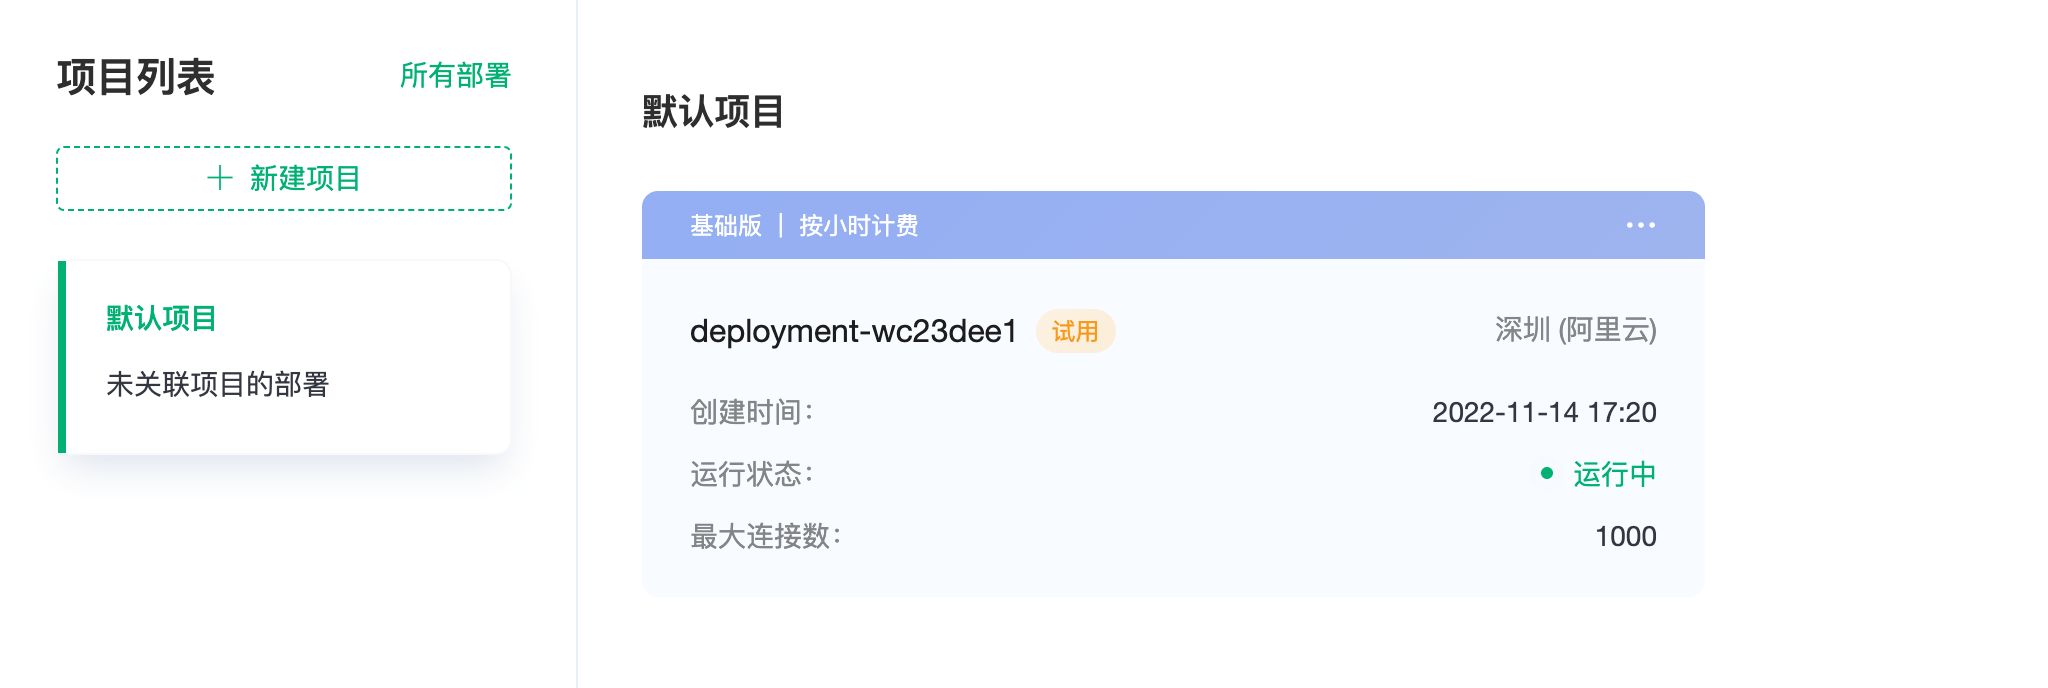 项目列表
所有部署
新建项目
默认项目
未关联项目的部署
默认项目
基础版 | 按小时计费
deployment-wc23dee1 试用
深圳 (阿里云)
创建时间：
2022-11-14 17:20
运行状态：
运行中
最大连接数：
1000